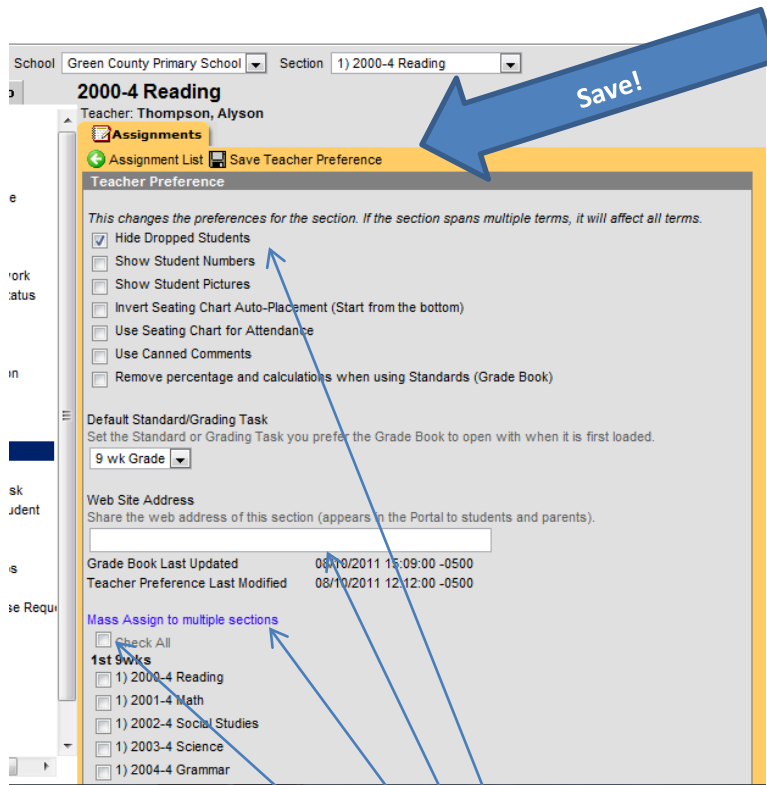 School Green County Primary School Section 1) 2000-4 Reading
2000-4 Reading
Save!
Teacher: Thompson, Alyson
Assignments
Assignment List Save Teacher Preference
Teacher Preference
e
This changes the preferences for the section. If the section spans multiple terms, it will affect all terms.
Hide Dropped Students
Show Student Numbers
ork
Show Student Pictures
tatus
Invert Seating Chart Auto-Placement (Start from the bottom)
Use Seating Chart for Attendance
Use Canned Comments
on
Remove percentage and calculations when using Standards (Grade Book)
Default Standard/Grading Task
Set the Standard or Grading Task you prefer the Grade Book to open with when it is first loaded.
9 wk Grade
sk
Web Site Address
udent
Share the web address of this section (appears in the Portal to students and parents).
Grade Book Last Updated 08/10/2011 15:09:00 -0500
s
Teacher Preference Last Modified 08/10/2011 12:12:00 -0500
se Requ
Mass Assign to multiple sections
Check All
1st 9wks
1) 2000-4 Reading
1) 2001-4 Math
1) 2002-4 Social Studies
1) 2003-4 Science
1) 2004-4 Grammar